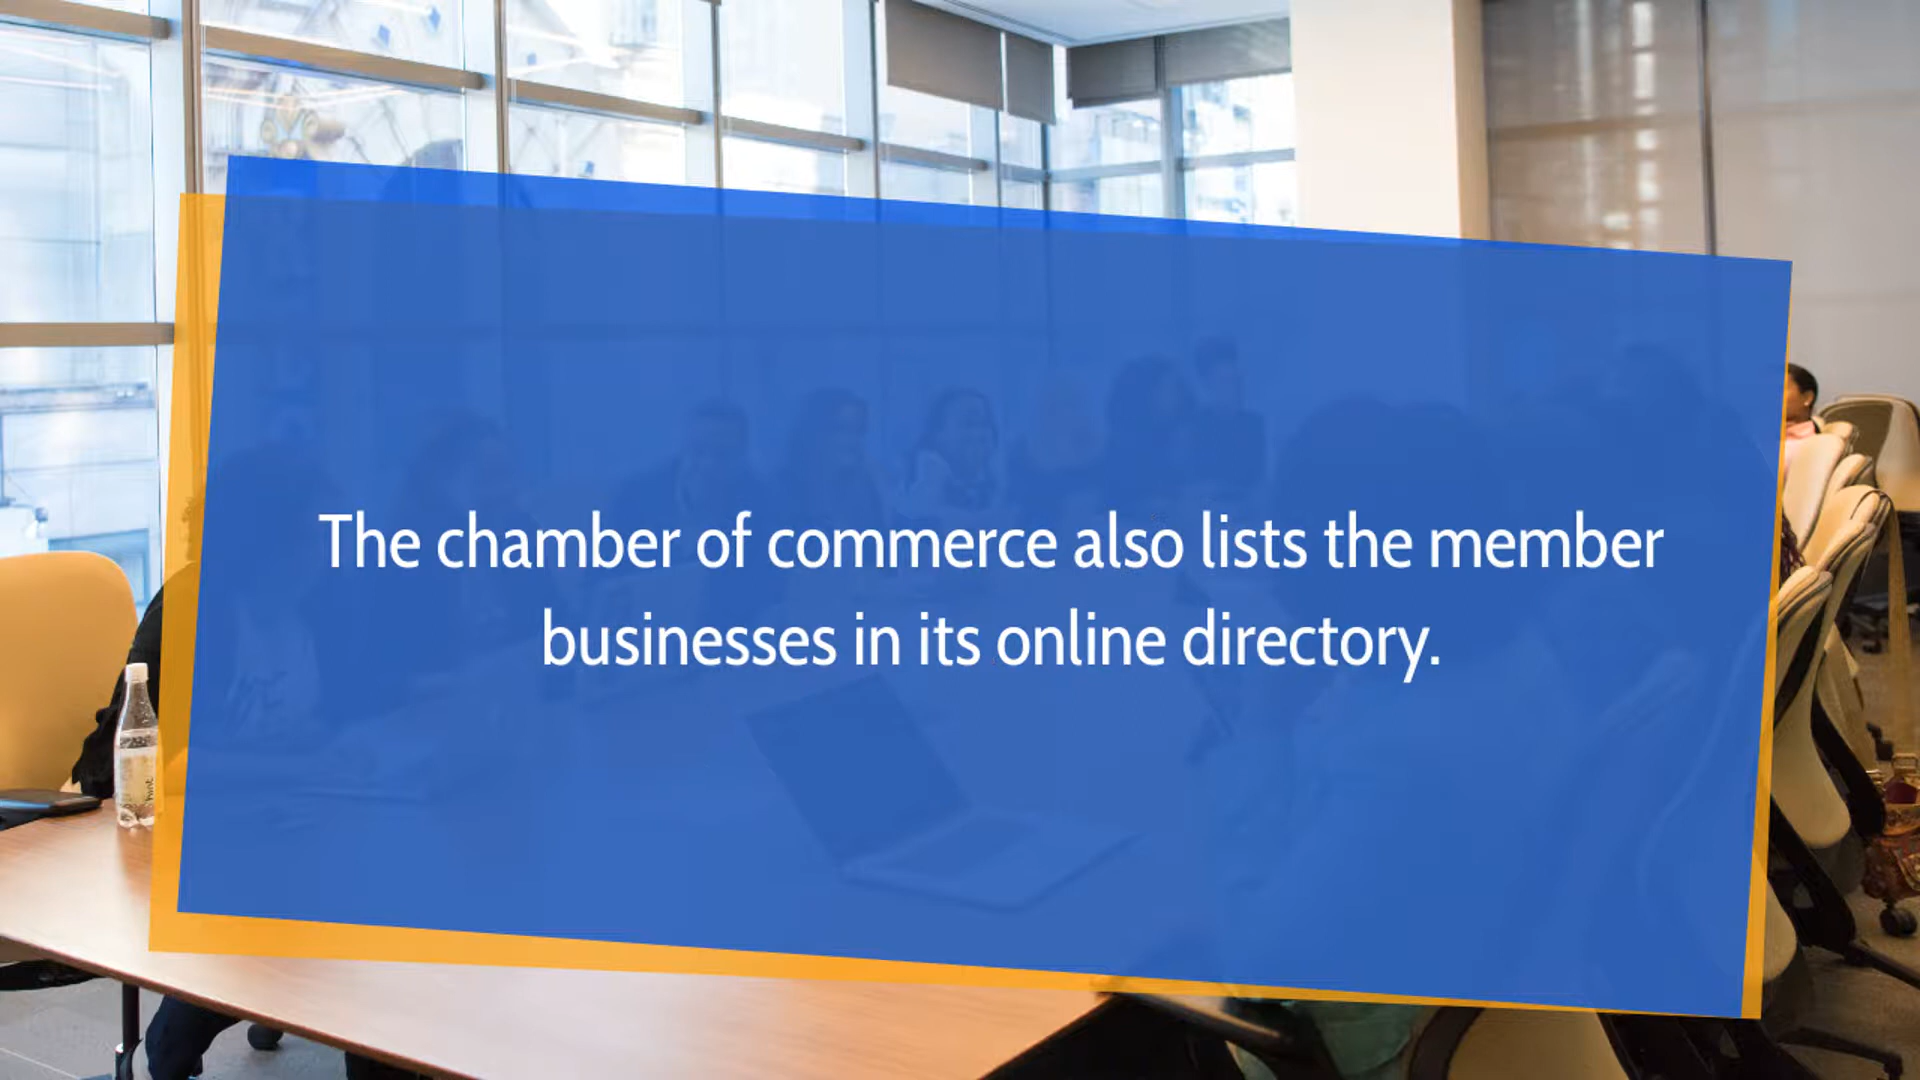 The chamber of commerce also lists the member
businesses in its online directory.